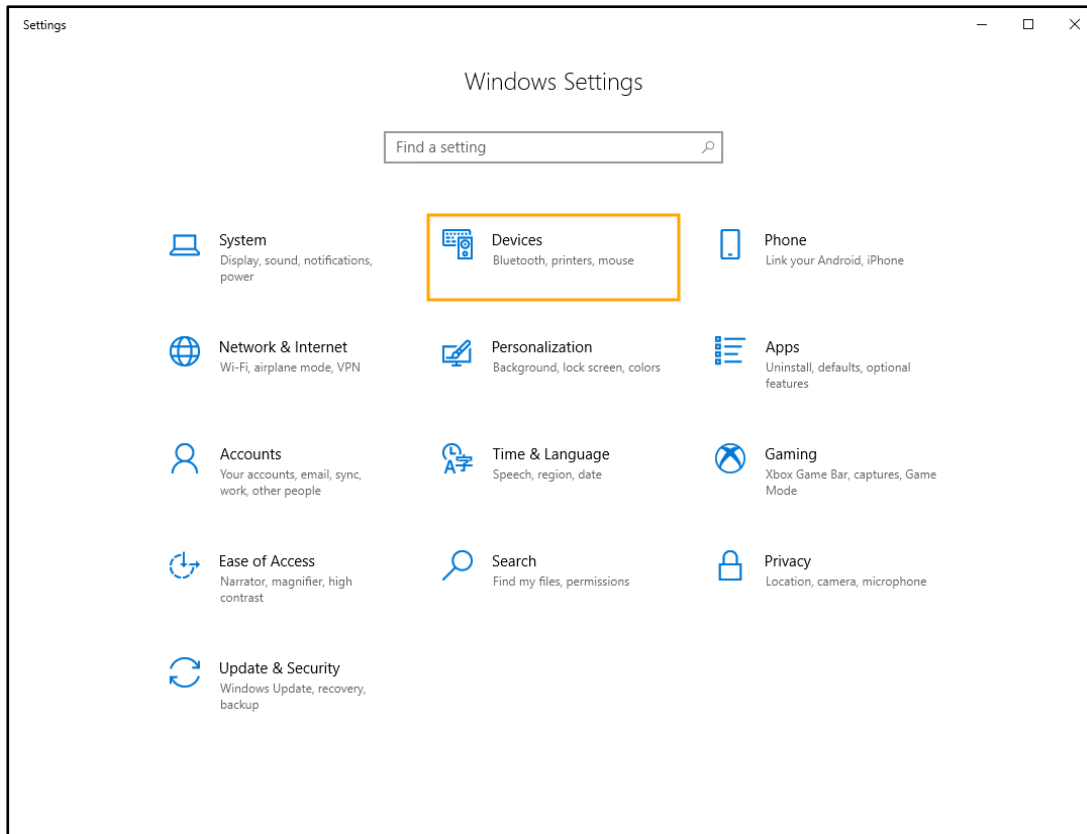 Settings
Windows Settings
Find a setting
System
Display, sound, notifications,
power
Devices
Bluetooth, printers, mouse
Phone
Link your Android, iPhone
Network & Internet
Wi-Fi, airplane mode, VPN
Personalization
Background, lock screen, colors
Apps
Uninstall, defaults, optional
features
Accounts
Your accounts, email, sync,
work, other people
Time & Language
Speech, region, date
Gaming
Xbox Game Bar, captures, Game
Mode
Ease of Access
Narrator, magnifier, high
contrast
Search
Find my files, permissions
Privacy
Location, camera, microphone
Update & Security
Windows Update, recovery,
backup